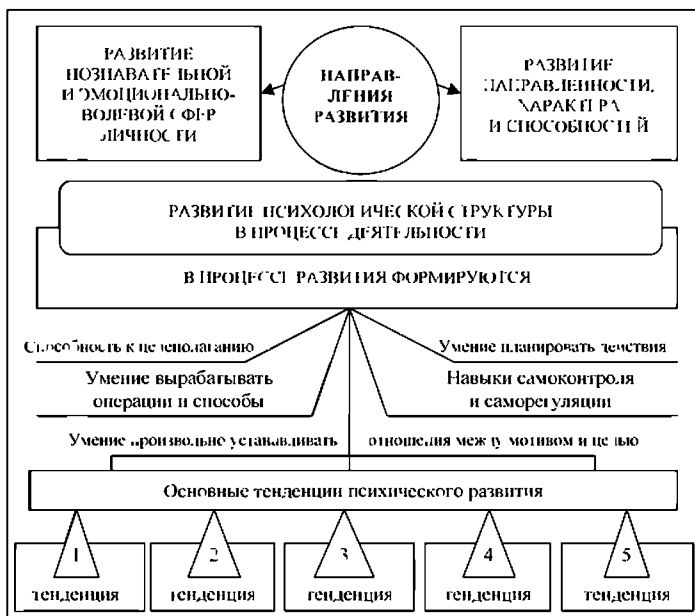 РАЗВИТИЕ
ПОЗНАВАТЕЛЬНОЙ
И ЭМОЦИОНАЛЬНО-
ВОЛЕВОЙ СФЕР
ЛИЧНОСТИ
НАПРАВ-
ЛЕНИЯ
РАЗВИТИЯ
РАЗВИТИЕ
НАПРАВЛЕННОСТИ,
ХАРАКТЕРА
И СПОСОБНОСТЕЙ
РАЗВИТИЕ ПСИХОЛОГИЧЕСКОЙ СТРУКТУРЫ
В ПРОЦЕССЕ ДЕЯТЕЛЬНОСТИ
В ПРОЦЕССЕ РАЗВИТИЯ ФОРМИРУЮТСЯ
Способность к целеполаганию
Умение планировать действия
Умение вырабатывать
операции и способы
Навыки самоконтроля
и саморегуляции
Умение произвольно устанавливать отношения между мотивом и целью
Основные тенденции психического развития
1
тенденция
2
тенденция
3
тенденция
4
тенденция
5
тенденция